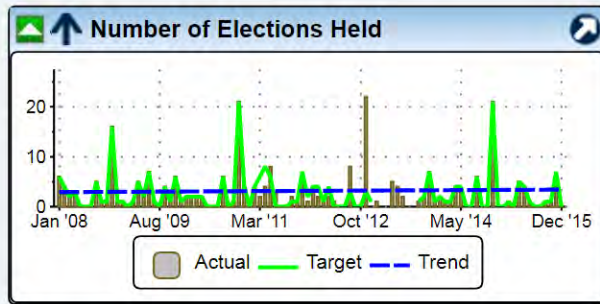 Number of Elections Held
20
10
0
Jan '08 Aug '09 Mar '11 Oct '12 May '14 Dec '15
Actual Target Trend